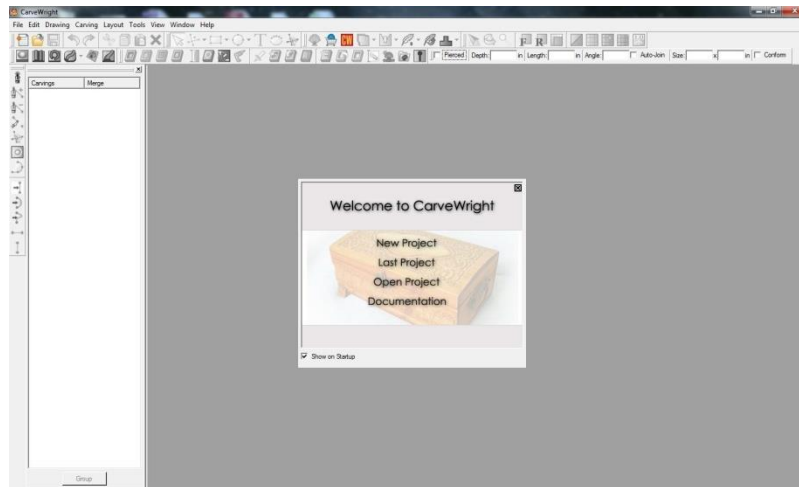 CarveWright
File Edit Drawing Carving Layout Tools View Window Help
Pierced Depth: in Length: in Angle: Auto-Join Size: x in Conform
Carvings Merge
Welcome to CarveWright
New Project
Last Project
Open Project
Documentation
Show on Startup
Group